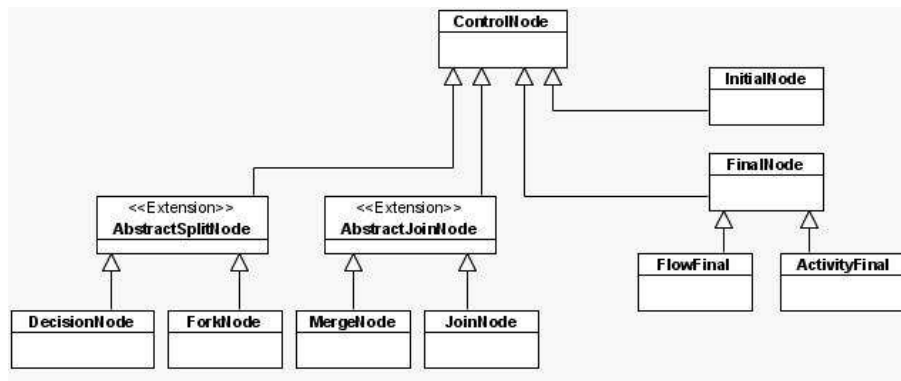 ControlNode
InitialNode
FinalNode
<<Extension>>
AbstractSplitNode
<<Extension>>
AbstractJoinNode
FlowFinal
ActivityFinal
DecisionNode
ForkNode
MergeNode
JoinNode